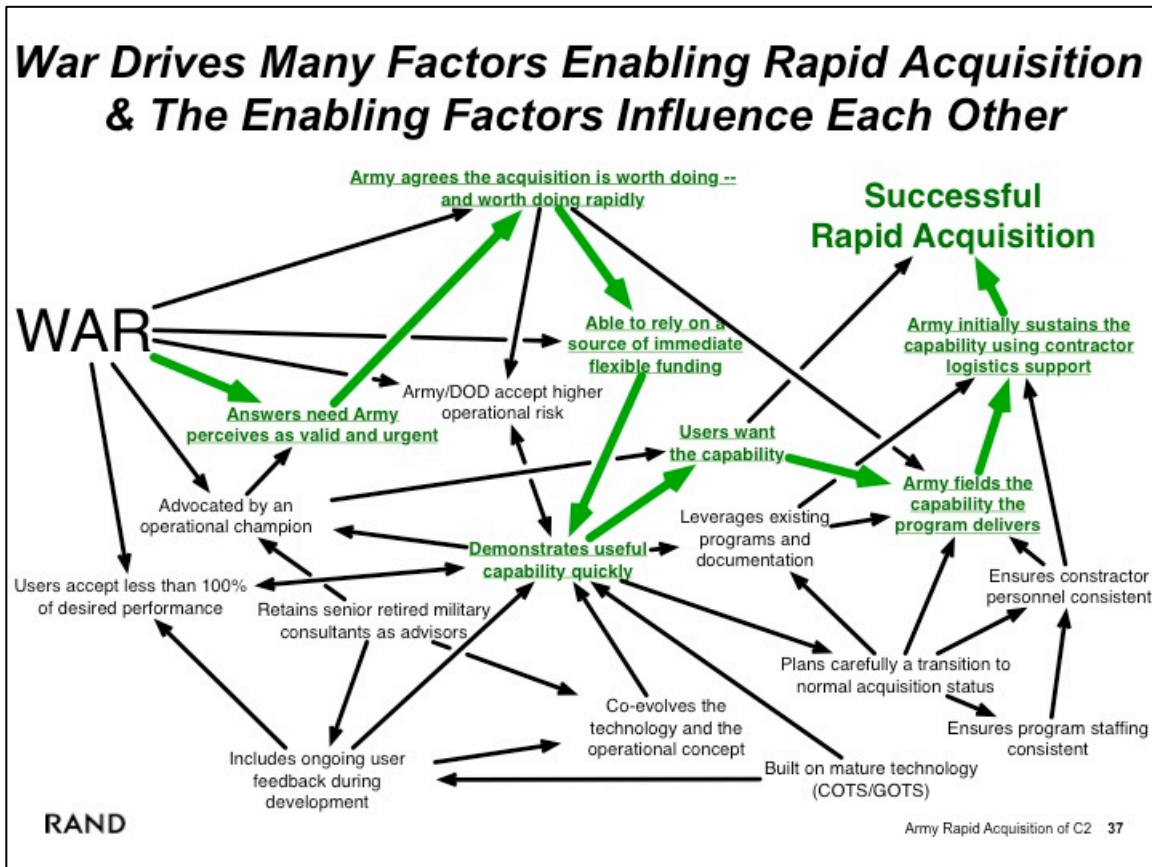 War Drives Many Factors Enabling Rapid Acquisition
& The Enabling Factors Influence Each Other
Army agrees the acquisition is worth doing --
and worth doing rapidly
Successful
Rapid Acquisition
WAR
Able to rely on a
source of immediate
flexible funding
Army initially sustains the
capability using contractor
logistics support
Army/DOD accept higher
operational risk
Answers need Army
perceives as valid and urgent
Users want
the capability
Army fields the
capability the
program delivers
Advocated by an
operational champion
Leverages existing
programs and
documentation
Demonstrates useful
capability quickly
Ensures constractor
personnel consistent
Users accept less than 100%
of desired performance
Retains senior retired military
consultants as advisors
Plans carefully a transition to
normal acquisition status
Co-evolves the
technology and the
operational concept
Ensures program staffing
consistent
Includes ongoing user
feedback during
development
Built on mature technology
(COTS/GOTS)
RAND
Army Rapid Acquisition of C2 37